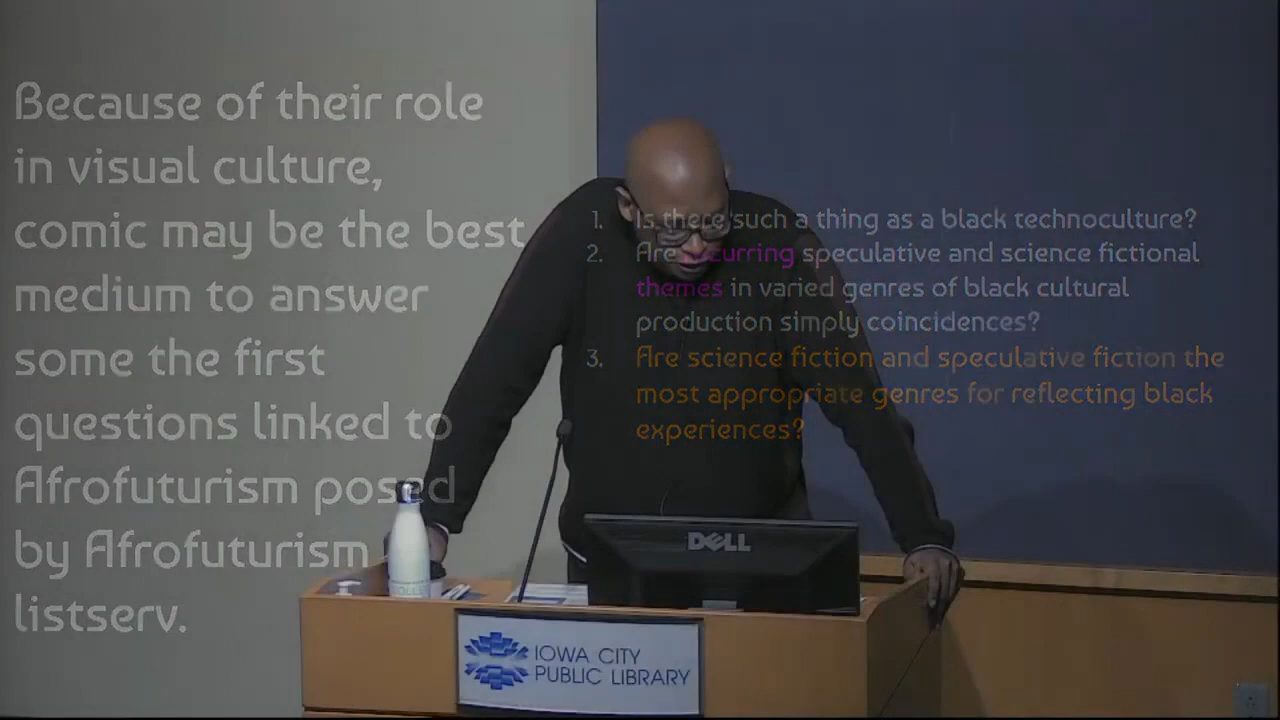 Because of their role
in visual culture,
comic may be the best
medium to answer
some the first
questions linked to
Afrofuturism posed
by Afrofuturism
listserv.
1. Is there such a thing as a black technoculture?
2. Are recurring speculative and science fictional
themes in varied genres of black cultural
production simply coincidences?
3. Are science fiction and speculative fiction the
most appropriate genres for reflecting black
experiences?
DELL
IOWA CITY
PUBLIC LIBRARY